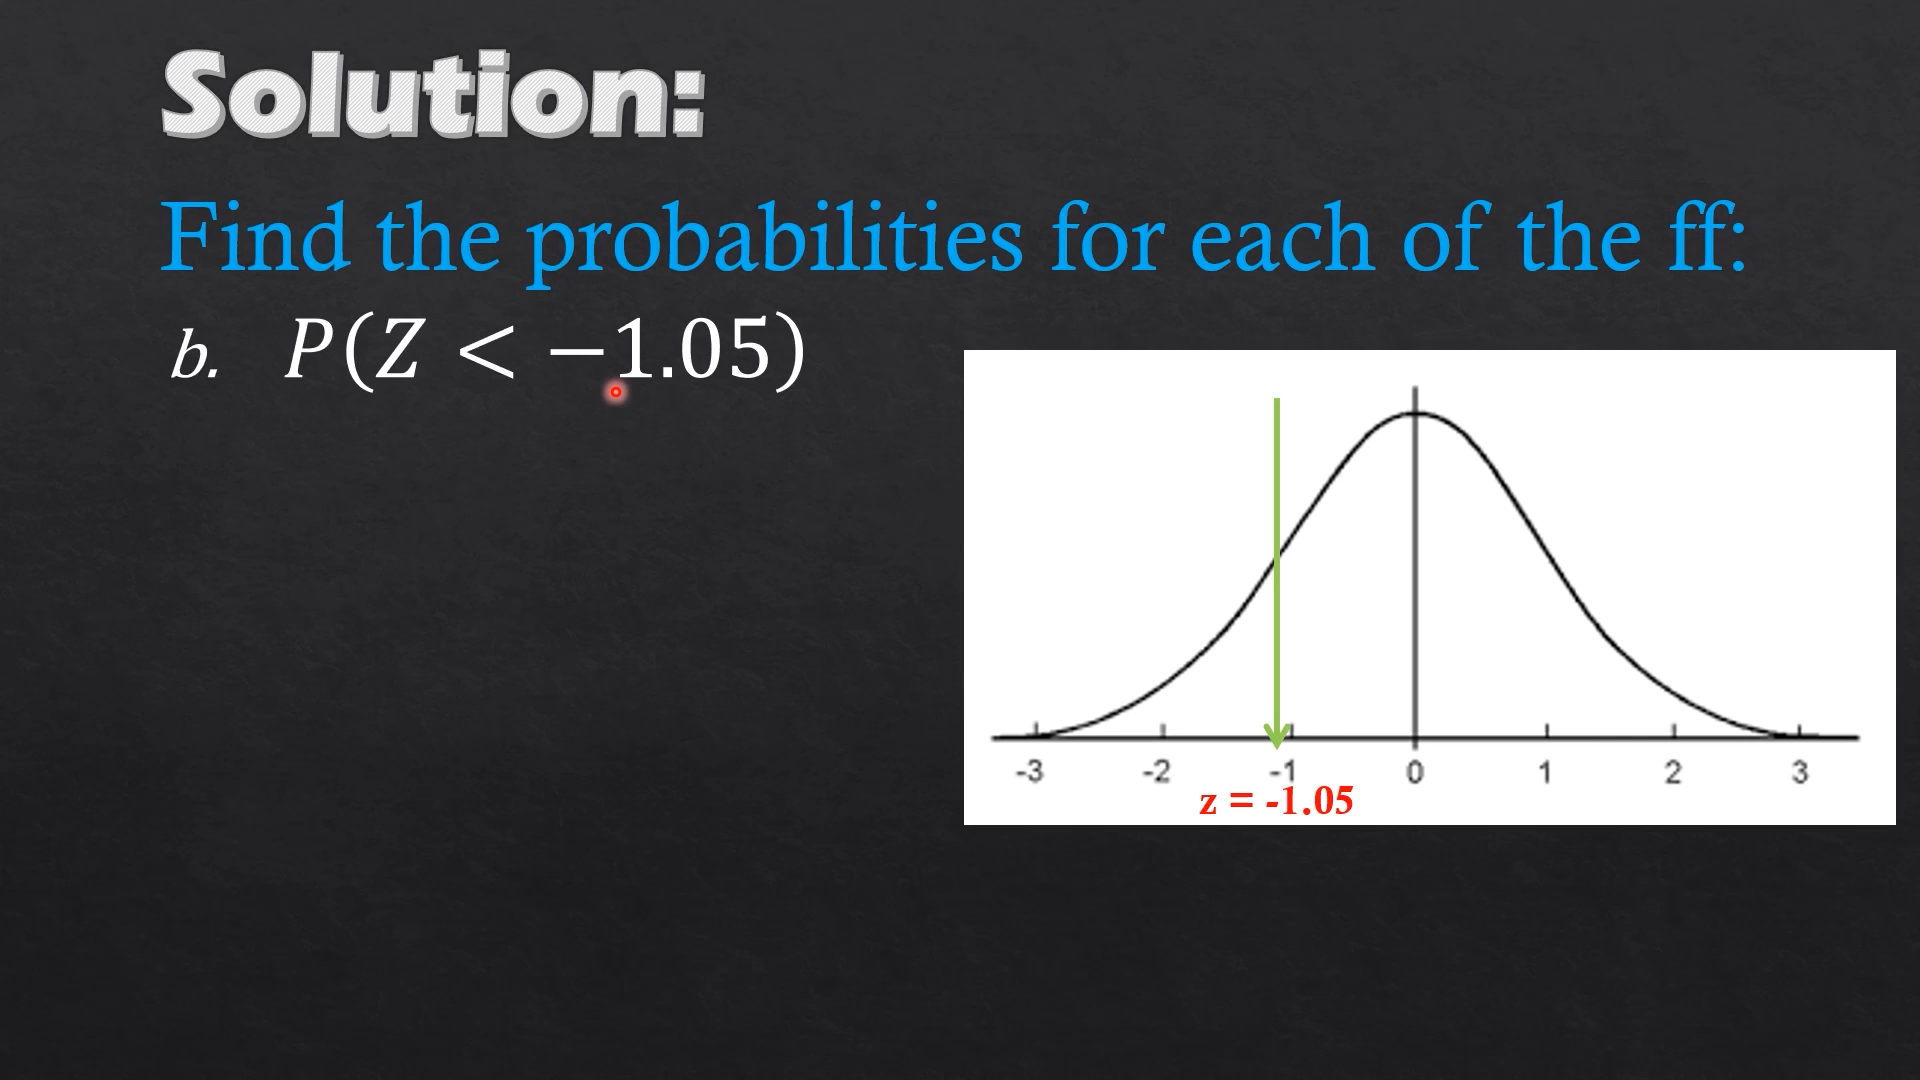 Solution:
Find the probabilities for each of the ff:
b. P(Z < −1.05)
-3 -2 -1 0 1 2 3
z = -1.05